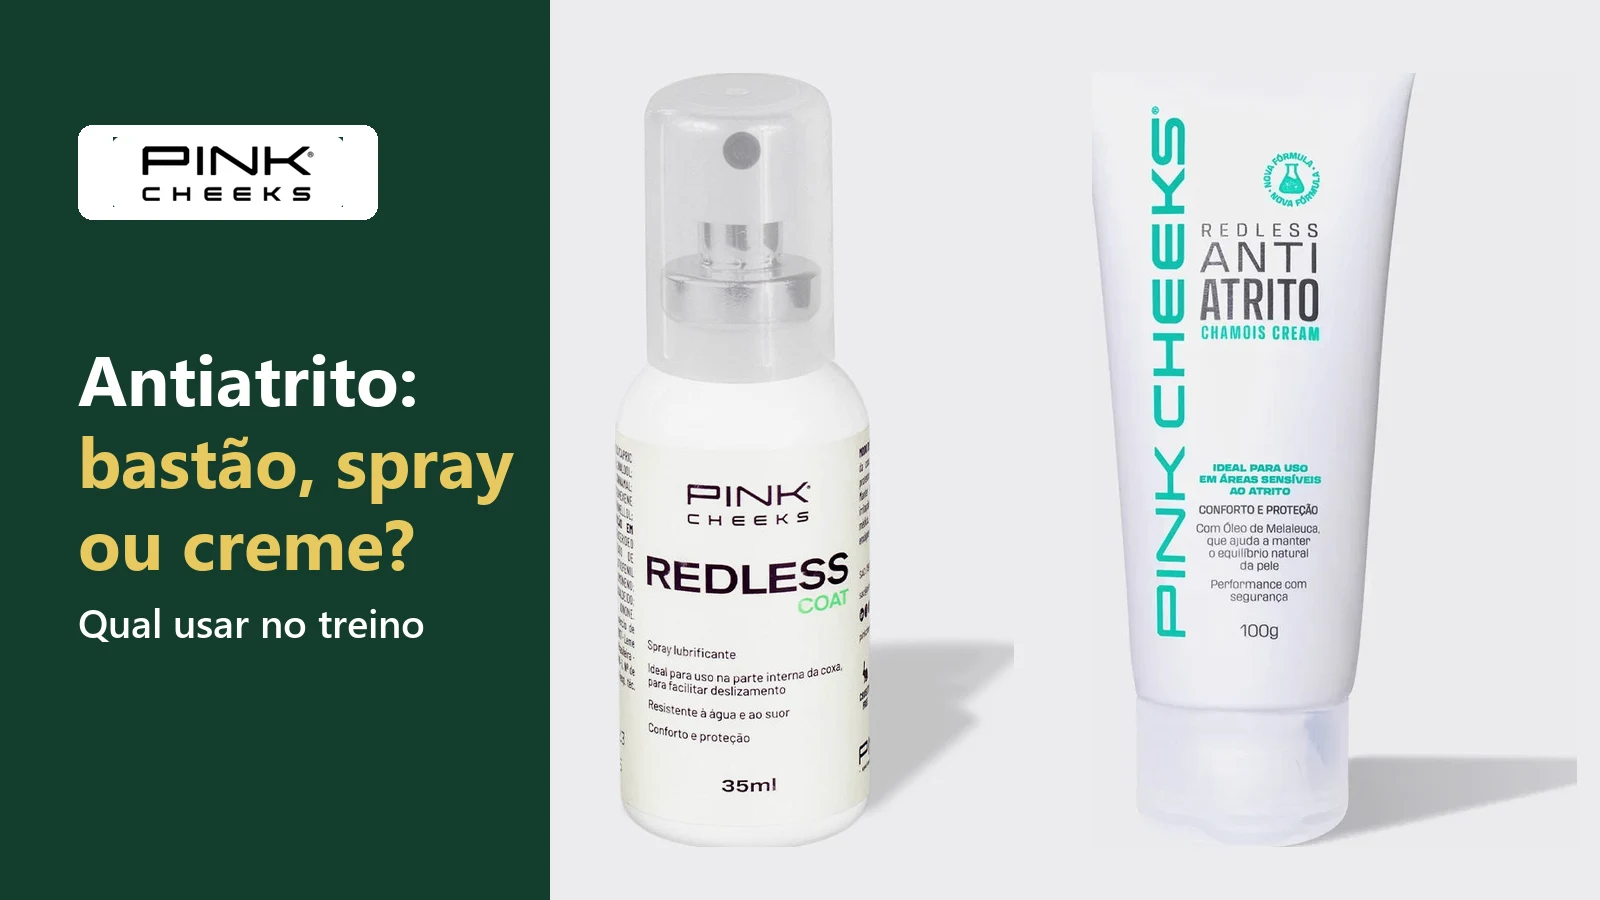 PINK®
CHEEKS
Antiatrito:
bastão, spray
ou creme?
Qual usar no treino
PINK®
CHEEKS
REDLESS
COAT
Spray lubrificante
Ideal para uso na parte interna da coxa,
para facilitar deslizamento
Resistente à água e ao suor
Conforto e proteção
35ml
PINK CHEEKS®
NOVA FÓRMULA • NOVA FÓRMULA •
REDLESS
ANTI
ATRITO
CHAMOIS CREAM
IDEAL PARA USO
EM ÁREAS SENSÍVEIS
AO ATRITO
CONFORTO E PROTEÇÃO
Com Óleo de Melaleuca,
que ajuda a manter
o equilíbrio natural
da pele
Performance com
segurança
100g